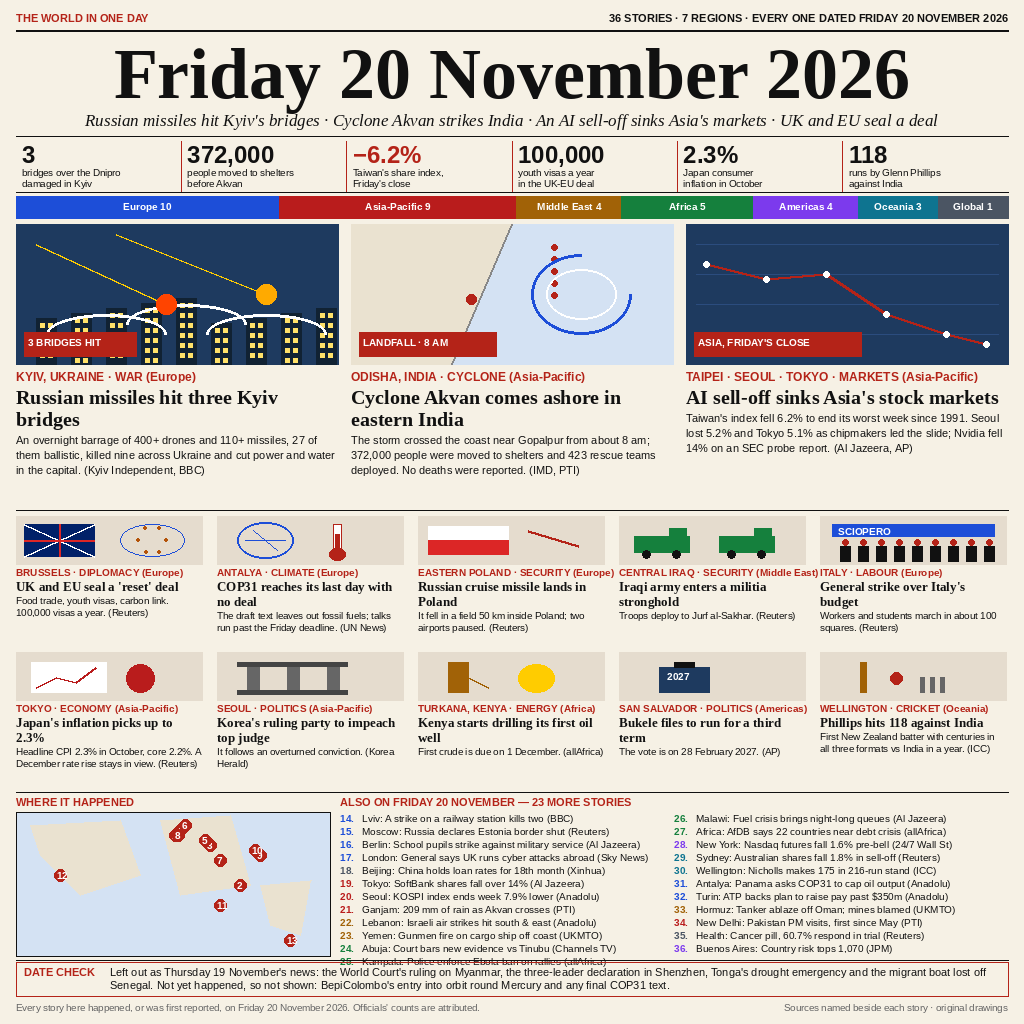 THE WORLD IN ONE DAY
36 STORIES · 7 REGIONS · EVERY ONE DATED FRIDAY 20 NOVEMBER 2026
Friday 20 November 2026
Russian missiles hit Kyiv's bridges · Cyclone Akvan strikes India · An AI sell-off sinks Asia's markets · UK and EU seal a deal
3
bridges over the Dnipro
damaged in Kyiv
372,000
people moved to shelters
before Akvan
−6.2%
Taiwan's share index,
Friday's close
100,000
youth visas a year
in the UK-EU deal
2.3%
Japan consumer
inflation in October
118
runs by Glenn Phillips
against India
Europe 10
Asia-Pacific 9
Middle East 4
Africa 5
Americas 4
Oceania 3
Global 1
3 BRIDGES HIT
KYIV, UKRAINE · WAR (Europe)
Russian missiles hit three Kyiv
bridges
An overnight barrage of 400+ drones and 110+ missiles, 27 of
them ballistic, killed nine across Ukraine and cut power and water
in the capital. (Kyiv Independent, BBC)
LANDFALL · 8 AM
ODISHA, INDIA · CYCLONE (Asia-Pacific)
Cyclone Akvan comes ashore in
eastern India
The storm crossed the coast near Gopalpur from about 8 am;
372,000 people were moved to shelters and 423 rescue teams
deployed. No deaths were reported. (IMD, PTI)
ASIA, FRIDAY'S CLOSE
TAIPEI · SEOUL · TOKYO · MARKETS (Asia-Pacific)
AI sell-off sinks Asia's stock markets
Taiwan's index fell 6.2% to end its worst week since 1991. Seoul
lost 5.2% and Tokyo 5.1% as chipmakers led the slide; Nvidia fell
14% on an SEC probe report. (Al Jazeera, AP)
BRUSSELS · DIPLOMACY (Europe)
UK and EU seal a 'reset' deal
Food trade, youth visas, carbon link.
100,000 visas a year. (Reuters)
ANTALYA · CLIMATE (Europe)
COP31 reaches its last day with
no deal
The draft text leaves out fossil fuels; talks
run past the Friday deadline. (UN News)
EASTERN POLAND · SECURITY (Europe)
Russian cruise missile lands in
Poland
It fell in a field 50 km inside Poland; two
airports paused. (Reuters)
CENTRAL IRAQ · SECURITY (Middle East)
Iraqi army enters a militia
stronghold
Troops deploy to Jurf al-Sakhar. (Reuters)
SCIOPERO
ITALY · LABOUR (Europe)
General strike over Italy's
budget
Workers and students march in about 100
squares. (Reuters)
TOKYO · ECONOMY (Asia-Pacific)
Japan's inflation picks up to
2.3%
Headline CPI 2.3% in October, core 2.2%. A
December rate rise stays in view. (Reuters)
SEOUL · POLITICS (Asia-Pacific)
Korea's ruling party to impeach
top judge
It follows an overturned conviction. (Korea
Herald)
TURKANA, KENYA · ENERGY (Africa)
Kenya starts drilling its first oil
well
First crude is due on 1 December. (allAfrica)
2027
SAN SALVADOR · POLITICS (Americas)
Bukele files to run for a third
term
The vote is on 28 February 2027. (AP)
WELLINGTON · CRICKET (Oceania)
Phillips hits 118 against India
First New Zealand batter with centuries in
all three formats vs India in a year. (ICC)
WHERE IT HAPPENED
6
8
5
7
10
12
2
11
13
ALSO ON FRIDAY 20 NOVEMBER — 23 MORE STORIES
14. Lviv: A strike on a railway station kills two (BBC)
15. Moscow: Russia declares Estonia border shut (Reuters)
16. Berlin: School pupils strike against military service (Al Jazeera)
17. London: General says UK runs cyber attacks abroad (Sky News)
18. Beijing: China holds loan rates for 18th month (Xinhua)
19. Tokyo: SoftBank shares fall over 14% (Al Jazeera)
20. Seoul: KOSPI index ends week 7.9% lower (Anadolu)
21. Ganjam: 209 mm of rain as Akvan crosses (PTI)
22. Lebanon: Israeli air strikes hit south & east (Anadolu)
23. Yemen: Gunmen fire on cargo ship off coast (UKMTO)
24. Abuja: Court bars new evidence vs Tinubu (Channels TV)
25. Kampala: Police enforce Ebola ban on rallies (allAfrica)
26. Malawi: Fuel crisis brings night-long queues (Al Jazeera)
27. Africa: AfDB says 22 countries near debt crisis (allAfrica)
28. New York: Nasdaq futures fall 1.6% pre-bell (24/7 Wall St)
29. Sydney: Australian shares fall 1.8% in sell-off (Reuters)
30. Wellington: Nicholls makes 175 in 216-run stand (ICC)
31. Antalya: Panama asks COP31 to cap oil output (Anadolu)
32. Turin: ATP backs plan to raise pay past $350m (Anadolu)
33. Hormuz: Tanker ablaze off Oman; mines blamed (UKMTO)
34. New Delhi: Pakistan PM visits, first since May (PTI)
35. Health: Cancer pill, 60.7% respond in trial (Reuters)
36. Buenos Aires: Country risk tops 1,070 (JPM)
DATE CHECK
Left out as Thursday 19 November's news: the World Court's ruling on Myanmar, the three-leader declaration in Shenzhen, Tonga's drought emergency and the migrant boat lost off
Senegal. Not yet happened, so not shown: BepiColombo's entry into orbit round Mercury and any final COP31 text.
Every story here happened, or was first reported, on Friday 20 November 2026. Officials' counts are attributed.
Sources named beside each story · original drawings